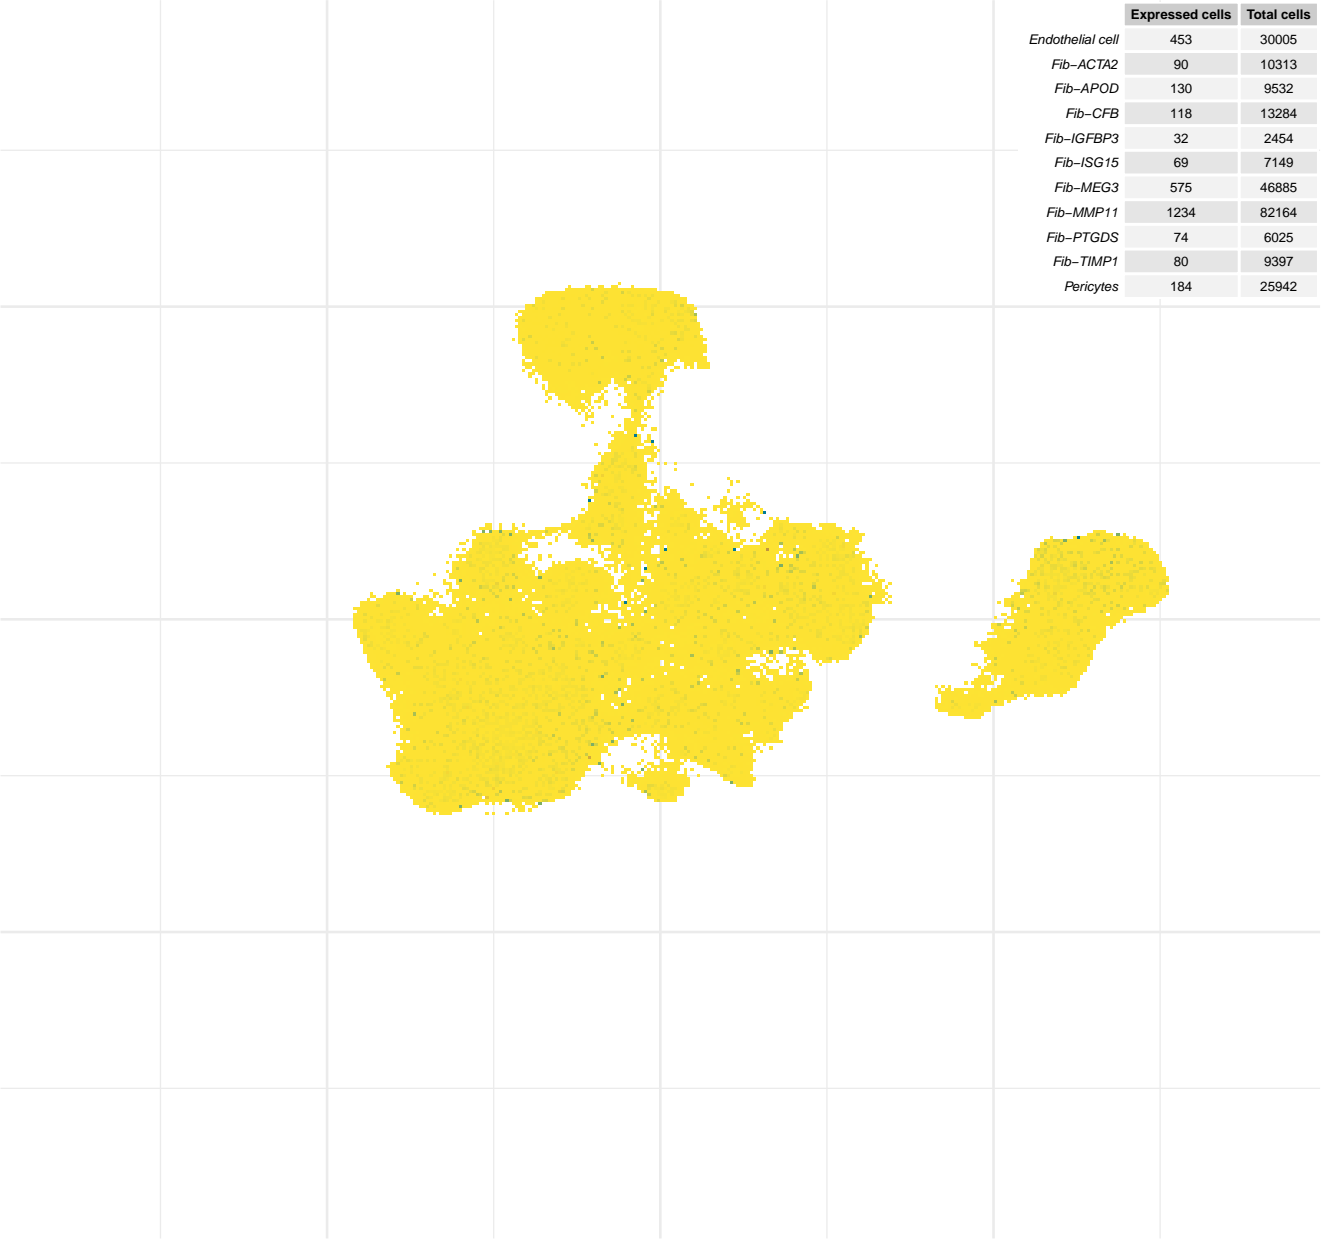 Expressed cells Total cells
Endothelial cell 453 30005
Fib−ACTA2 90 10313
Fib−APOD 130 9532
Fib−CFB 118 13284
Fib−IGFBP3 32 2454
Fib−ISG15 69 7149
Fib−MEG3 575 46885
Fib−MMP11 1234 82164
Fib−PTGDS 74 6025
Fib−TIMP1 80 9397
Pericytes 184 25942